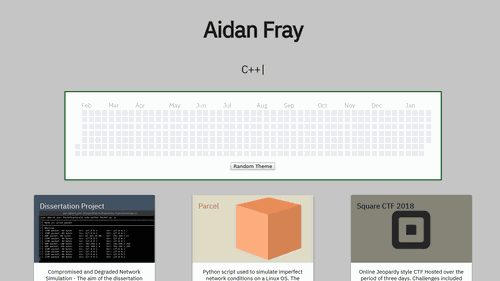 Aidan Fray
C++|
Feb Mar Apr May Jun Jul Aug Sep Oct Nov Dec Jan
Random Theme
Dissertation Project
Parcel
Square CTF 2018
Compromised and Degraded Network
Simulation - The aim of the dissertation
Python script used to simulate imperfect
network conditions on a Linux OS. The
Online Jeopardy style CTF Hosted over the
period of three days. Challenges included